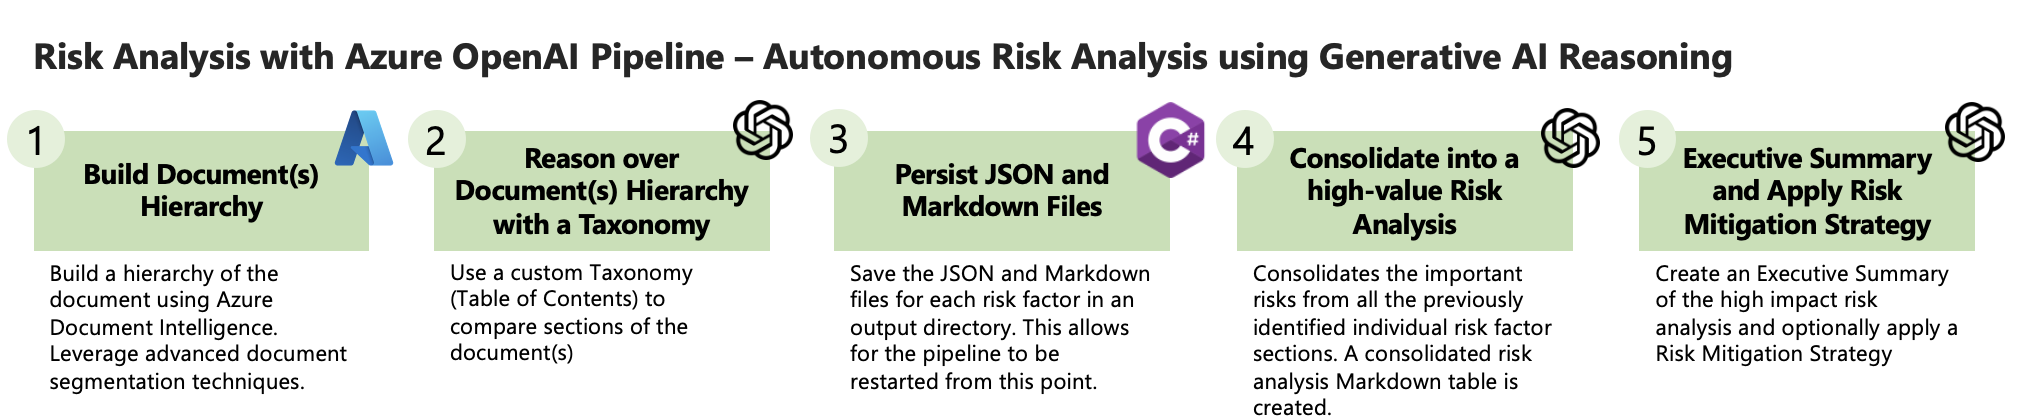 Risk Analysis with Azure OpenAI Pipeline – Autonomous Risk Analysis using Generative AI Reasoning
1
Build Document(s)
Hierarchy
Build a hierarchy of the
document using Azure
Document Intelligence.
Leverage advanced document
segmentation techniques.
2
Reason over
Document(s) Hierarchy
with a Taxonomy
Use a custom Taxonomy
(Table of Contents) to
compare sections of the
document(s)
3
C#
Persist JSON and
Markdown Files
Save the JSON and Markdown
files for each risk factor in an
output directory. This allows
for the pipeline to be
restarted from this point.
4
Consolidate into a
high-value Risk
Analysis
Consolidates the important
risks from all the previously
identified individual risk factor
sections. A consolidated risk
analysis Markdown table is
created.
5
Executive Summary
and Apply Risk
Mitigation Strategy
Create an Executive Summary
of the high impact risk
analysis and optionally apply a
Risk Mitigation Strategy